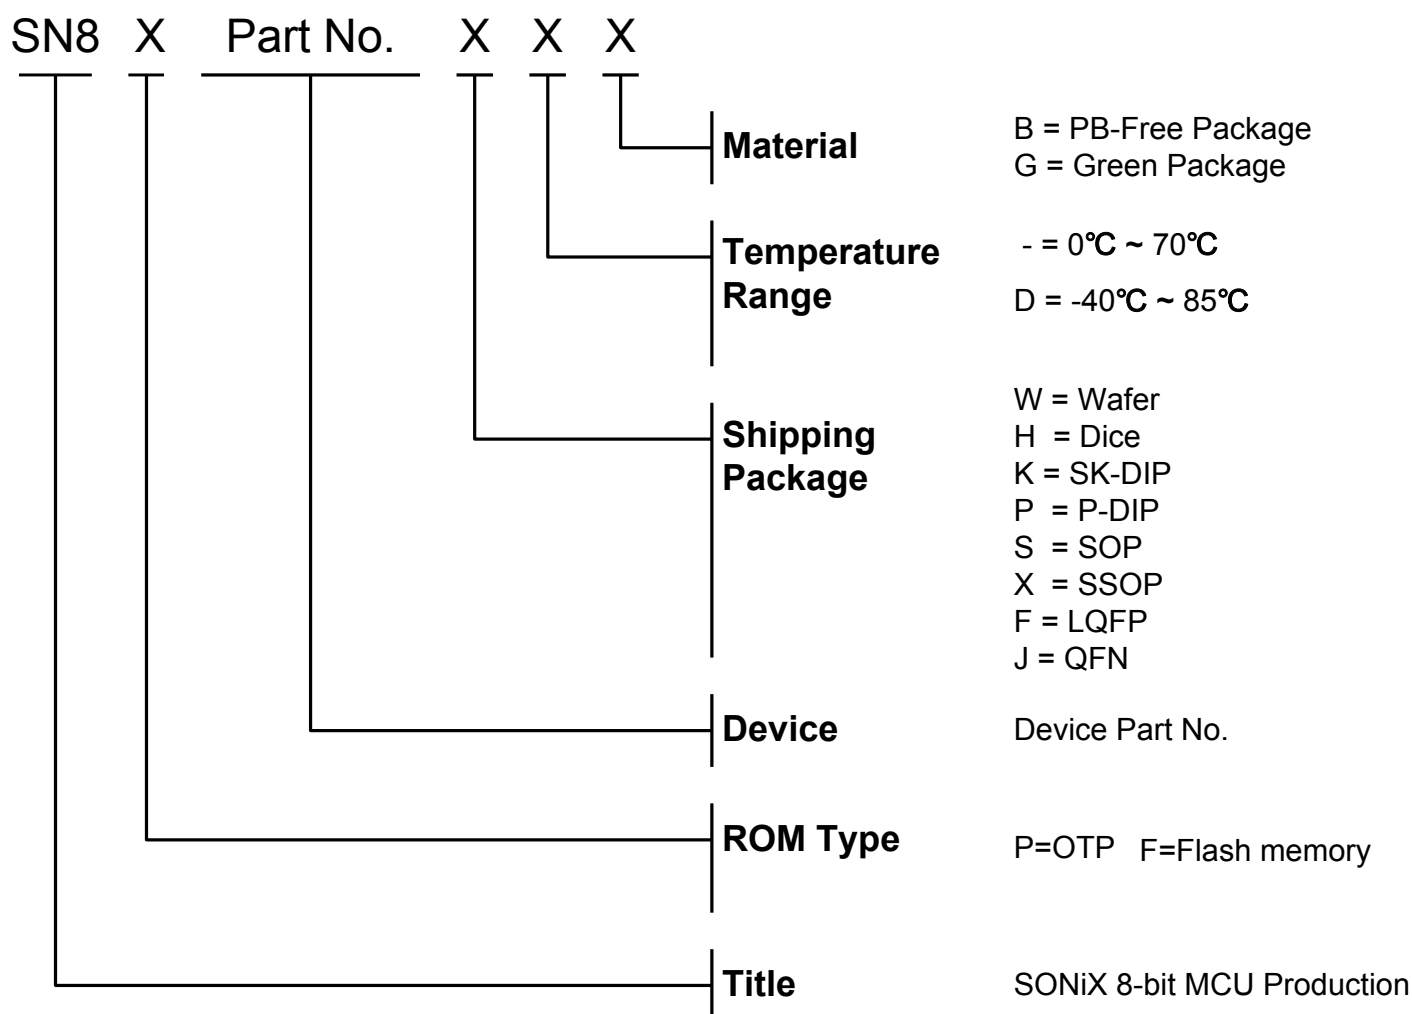 SN8 X Part No. X X X
Material
B = PB-Free Package
G = Green Package
Temperature
Range
- = 0℃ ~ 70℃
D = -40℃ ~ 85℃
Shipping
Package
W = Wafer
H = Dice
K = SK-DIP
P = P-DIP
S = SOP
X = SSOP
F = LQFP
J = QFN
Device
Device Part No.
ROM Type
P=OTP F=Flash memory
Title
SONiX 8-bit MCU Production